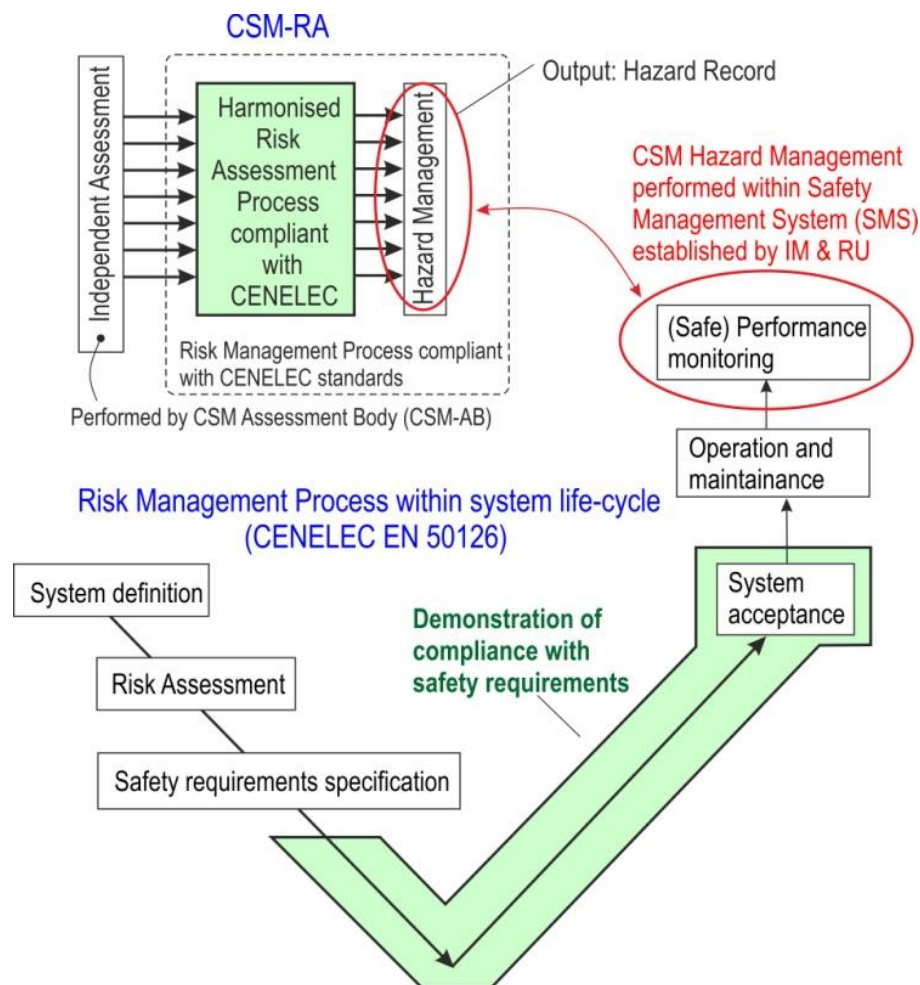 CSM-RA
Independent Assessment
Harmonised
Risk
Assessment
Process
compliant
with
CENELEC
Hazard Management
Output: Hazard Record
Risk Management Process compliant
with CENELEC standards
Performed by CSM Assessment Body (CSM-AB)
CSM Hazard Management
performed within Safety
Management System (SMS)
established by IM & RU
(Safe) Performance
monitoring
Operation and
maintainance
Risk Management Process within system life-cycle
(CENELEC EN 50126)
System definition
Risk Assessment
Safety requirements specification
Demonstration of
compliance with
safety requirements
System
acceptance